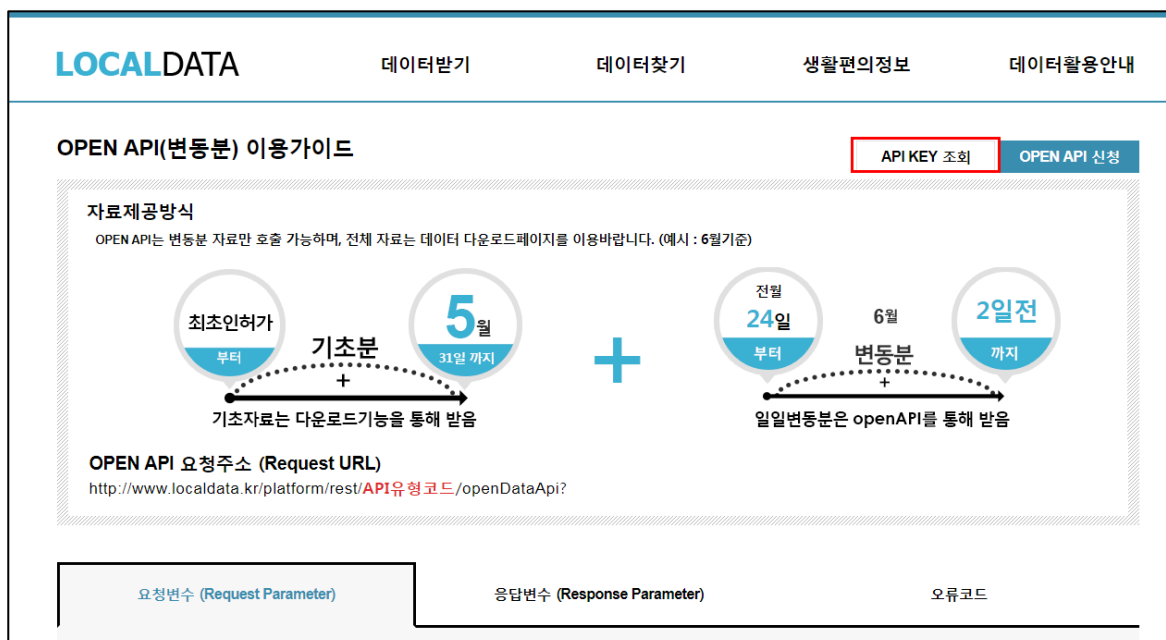 LOCALDATA 데이터받기 데이터찾기 생활편의정보 데이터활용안내
OPEN API(변동분) 이용가이드
API KEY 조회
OPEN API 신청
자료제공방식
OPEN API는 변동분 자료만 호출 가능하며, 전체 자료는 데이터 다운로드페이지를 이용바랍니다. (예시 : 6월기준)
최초인허가
부터
기초분
+
5월
31일 까지
기초자료는 다운로드기능을 통해 받음
+
전월
24일
부터
6월
변동분
+
2일전
까지
일일변동분은 openAPI를 통해 받음
OPEN API 요청주소 (Request URL)
http://www.localdata.kr/platform/rest/API유형코드/openDataApi?
요청변수 (Request Parameter) 응답변수 (Response Parameter) 오류코드